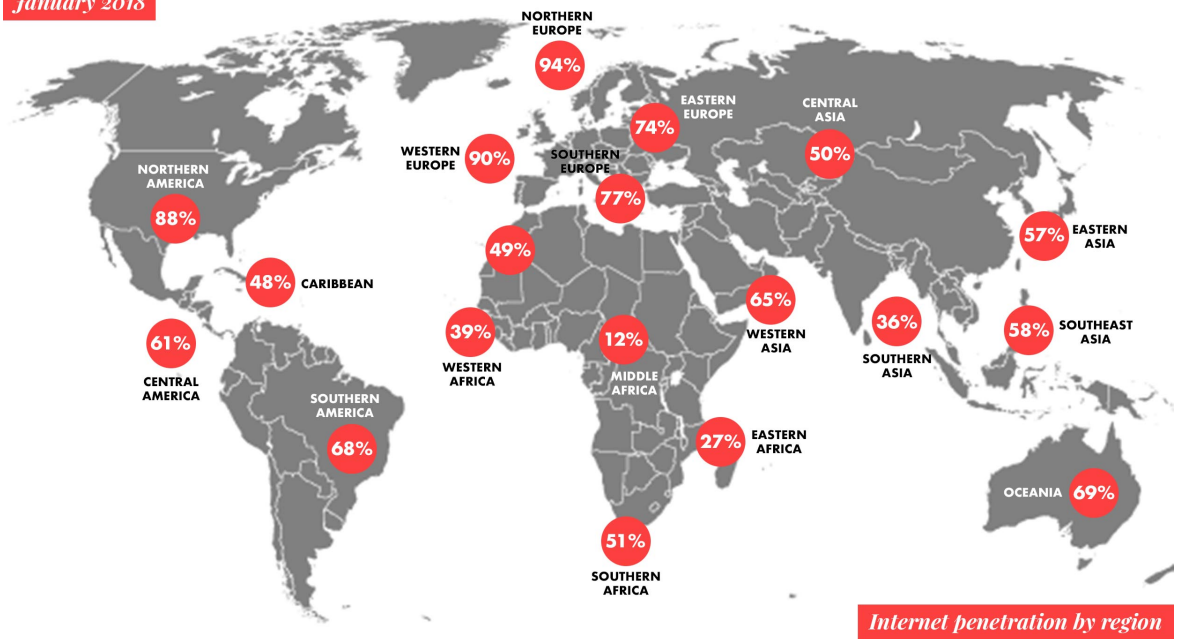 January 2018
NORTHERN
EUROPE
94%
EASTERN
EUROPE
74%
CENTRAL
ASIA
50%
WESTERN
EUROPE
90%
SOUTHERN
EUROPE
77%
NORTHERN
AMERICA
88%
49%
57%
EASTERN
ASIA
48%
CARIBBEAN
65%
WESTERN
ASIA
36%
SOUTHERN
ASIA
58%
SOUTHEAST
ASIA
39%
WESTERN
AFRICA
12%
MIDDLE
AFRICA
61%
CENTRAL
AMERICA
SOUTHERN
AMERICA
68%
27%
EASTERN
AFRICA
OCEANIA
69%
51%
SOUTHERN
AFRICA
Internet penetration by region